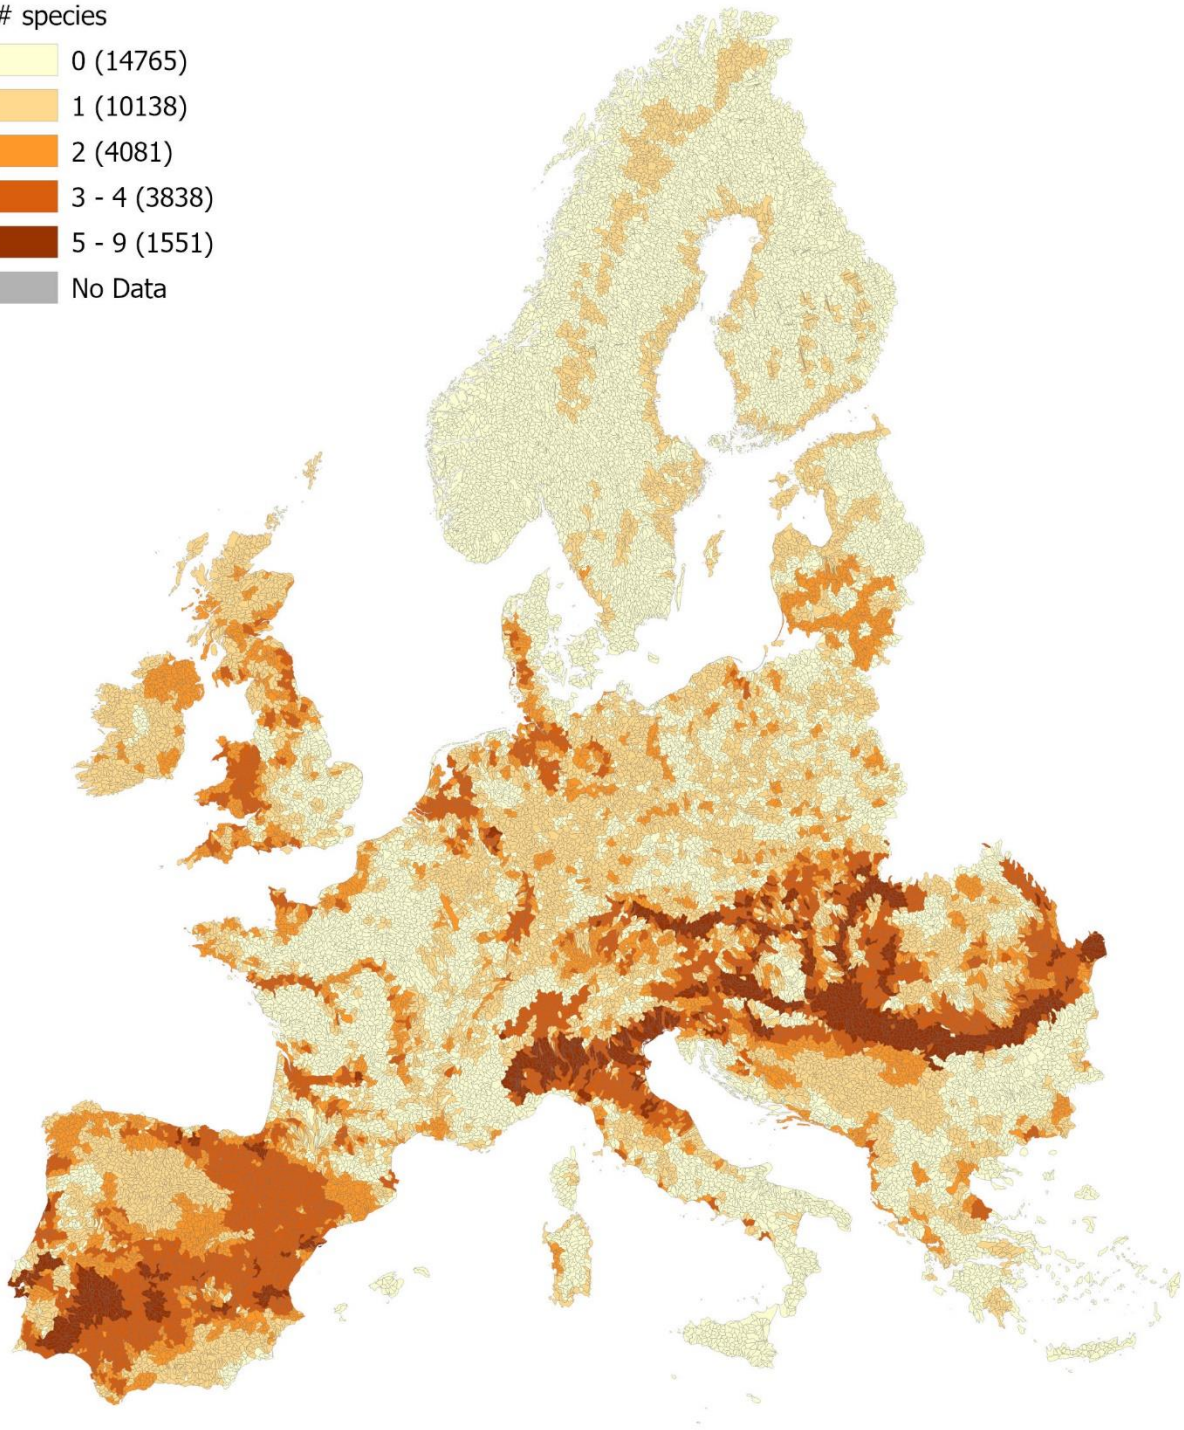 # species
0 (14765)
1 (10138)
2 (4081)
3 - 4 (3838)
5 - 9 (1551)
No Data